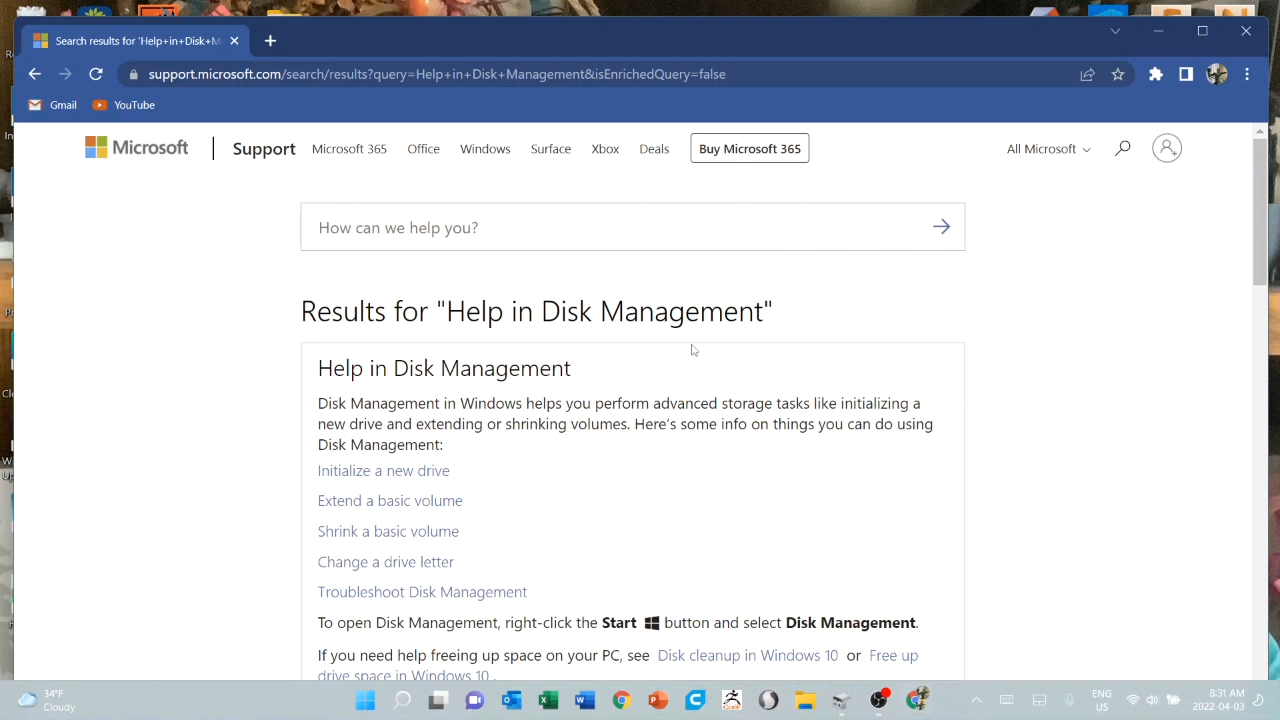 Search results for 'Help+in+Disk+M
support.microsoft.com/search/results?query=Help+in+Disk+Management&isEnrichedQuery=false
Gmail YouTube
Microsoft Support Microsoft 365 Office Windows Surface Xbox Deals Buy Microsoft 365 All Microsoft
How can we help you?
Results for "Help in Disk Management"
Help in Disk Management
Disk Management in Windows helps you perform advanced storage tasks like initializing a
new drive and extending or shrinking volumes. Here's some info on things you can do using
Disk Management:
Initialize a new drive
Extend a basic volume
Shrink a basic volume
Change a drive letter
Troubleshoot Disk Management
To open Disk Management, right-click the Start button and select Disk Management.
If you need help freeing up space on your PC, see Disk cleanup in Windows 10 or Free up
drive space in Windows 10 .
34°F
Cloudy
ENG
US
8:31 AM
2022-04-03